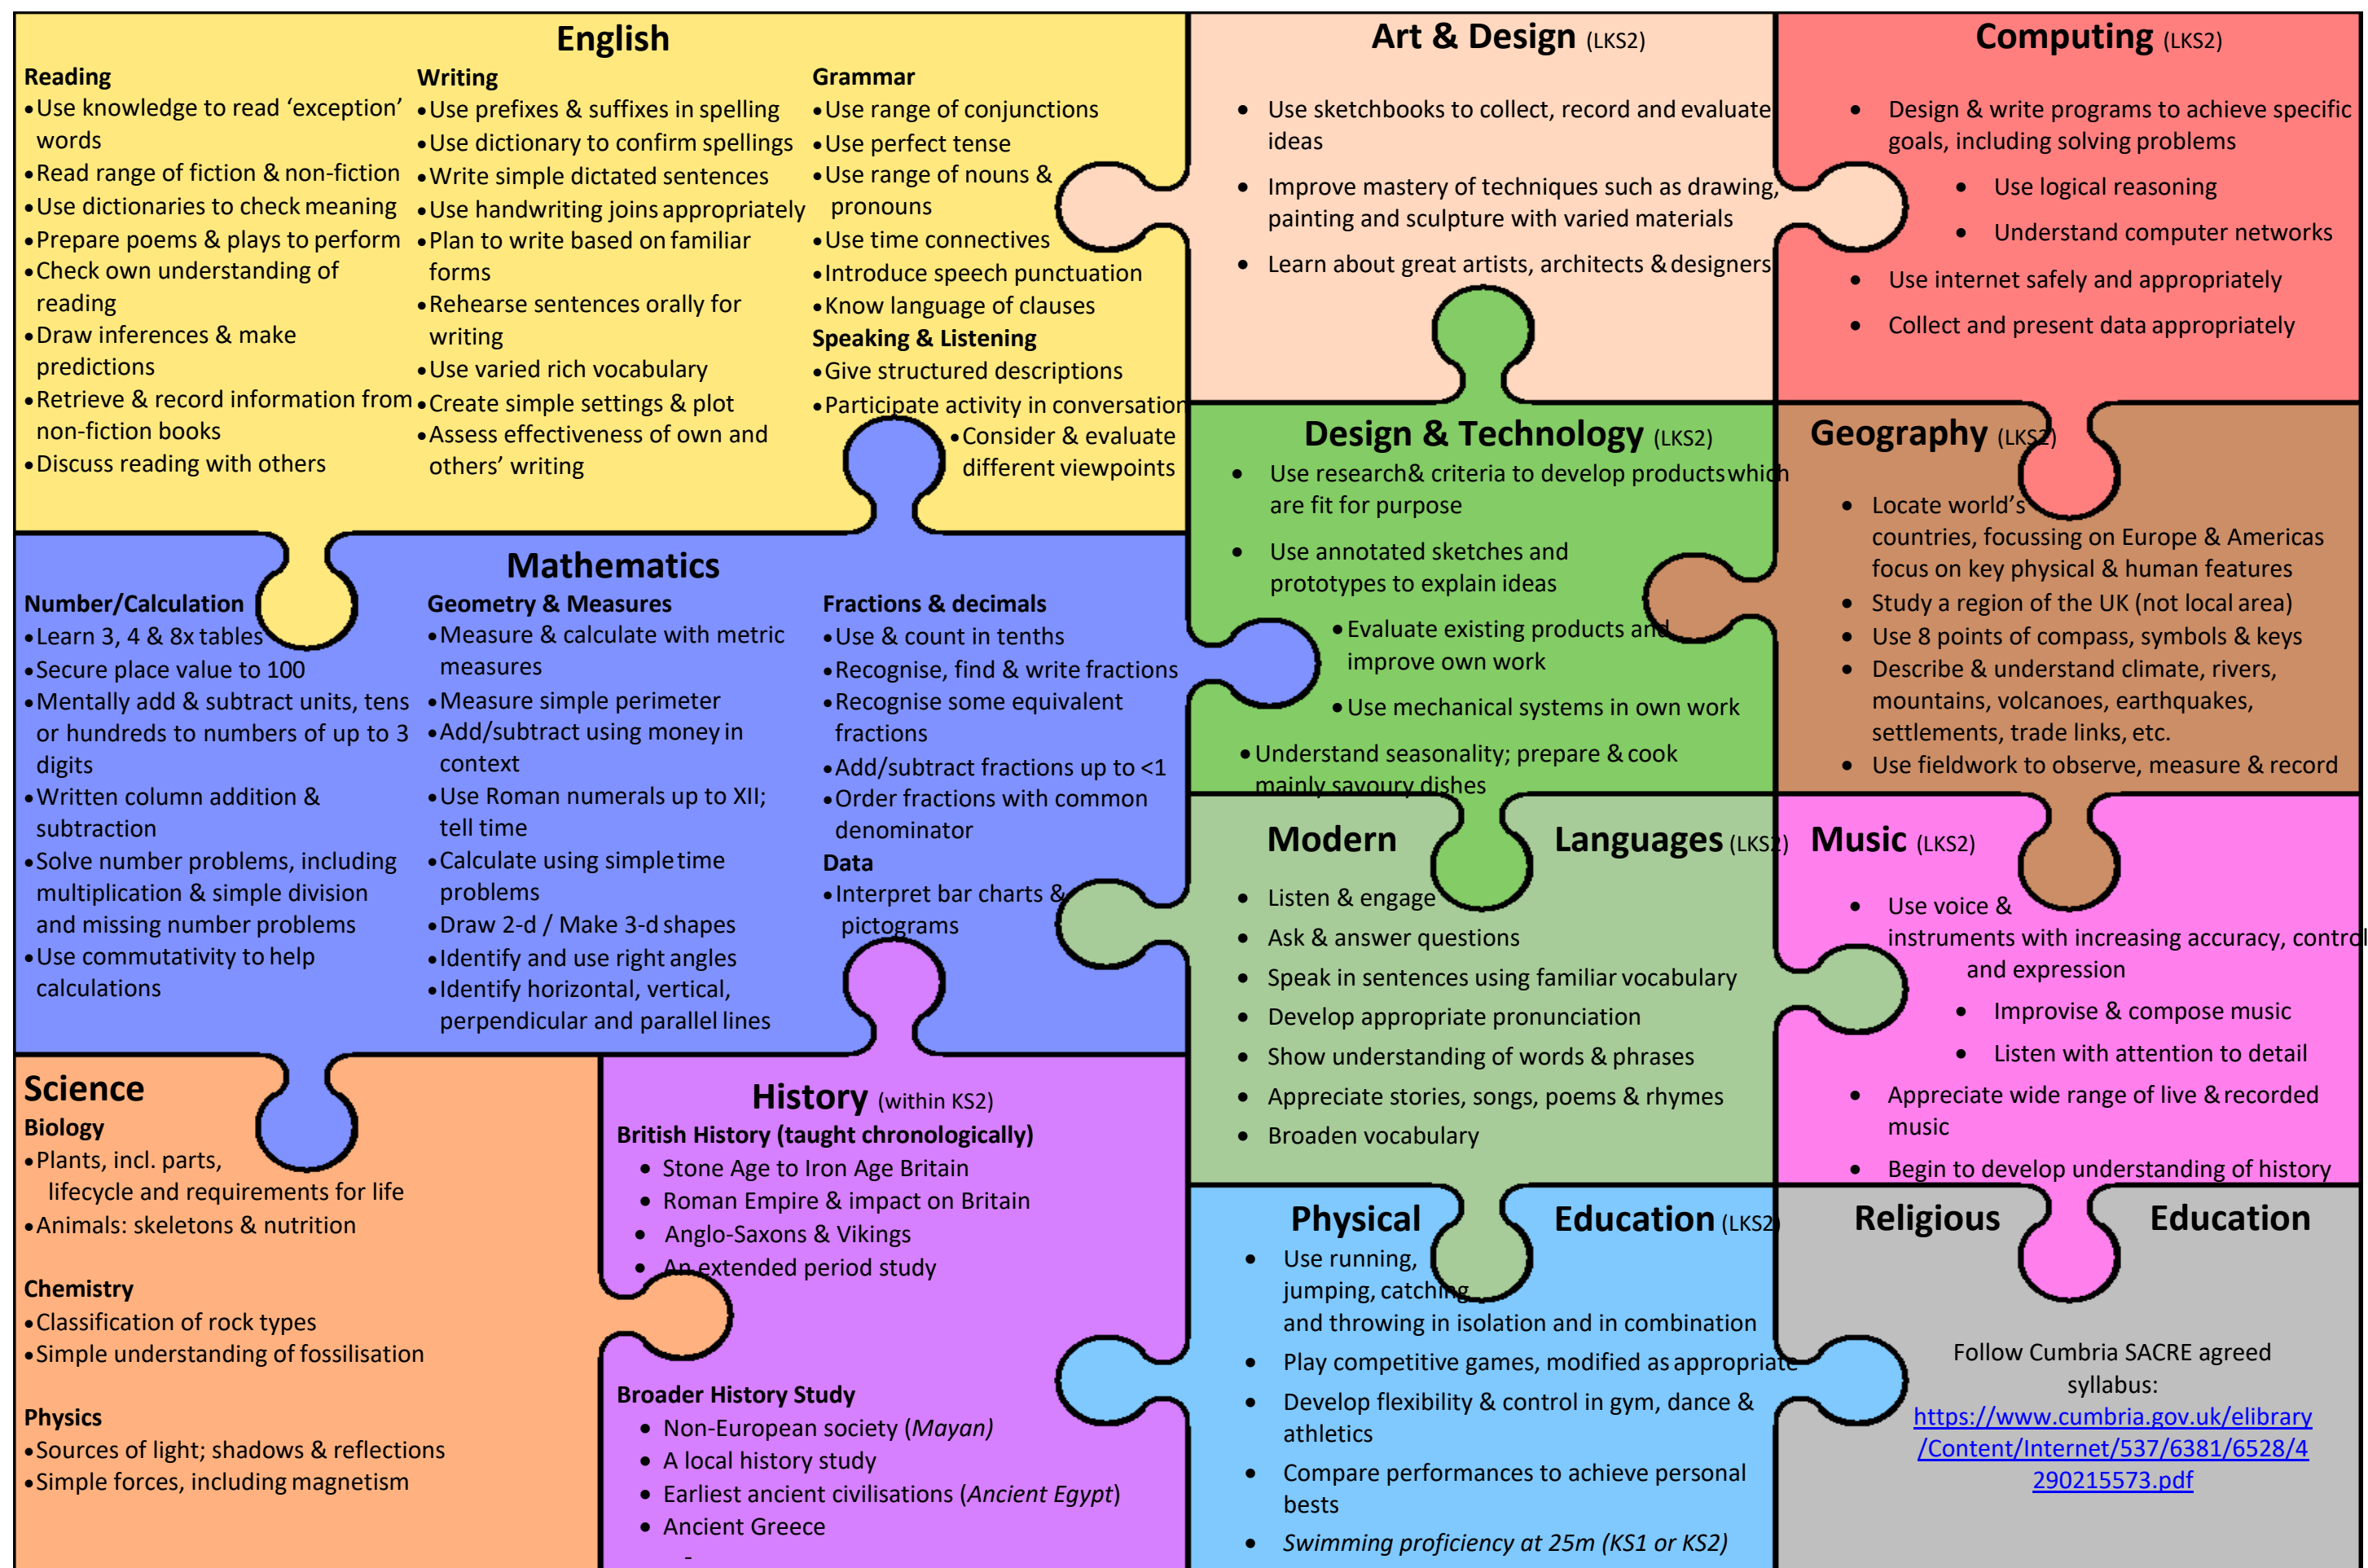 English
Reading
•Use knowledge to read ‘exception’
words
•Read range of fiction & non-fiction
•Use dictionaries to check meaning
•Prepare poems & plays to perform
•Check own understanding of
reading
•Draw inferences & make
predictions
•Retrieve & record information from
non-fiction books
•Discuss reading with others
Writing
•Use prefixes & suffixes in spelling
•Use dictionary to confirm spellings
•Write simple dictated sentences
•Use handwriting joins appropriately
•Plan to write based on familiar
forms
•Rehearse sentences orally for
writing
•Use varied rich vocabulary
•Create simple settings & plot
•Assess effectiveness of own and
others’ writing
Grammar
•Use range of conjunctions
•Use perfect tense
•Use range of nouns &
pronouns
•Use time connectives
•Introduce speech punctuation
•Know language of clauses
Speaking & Listening
•Give structured descriptions
•Participate activity in conversation
•Consider & evaluate
different viewpoints
Art & Design (LKS2)
• Use sketchbooks to collect, record and evaluate
ideas
• Improve mastery of techniques such as drawing,
painting and sculpture with varied materials
• Learn about great artists, architects & designers
Computing (LKS2)
• Design & write programs to achieve specific
goals, including solving problems
• Use logical reasoning
• Understand computer networks
• Use internet safely and appropriately
• Collect and present data appropriately
Mathematics
Number/Calculation
•Learn 3, 4 & 8x tables
•Secure place value to 100
•Mentally add & subtract units, tens
or hundreds to numbers of up to 3
digits
•Written column addition &
subtraction
•Solve number problems, including
multiplication & simple division
and missing number problems
•Use commutativity to help
calculations
Geometry & Measures
•Measure & calculate with metric
measures
•Measure simple perimeter
•Add/subtract using money in
context
•Use Roman numerals up to XII;
tell time
•Calculate using simple time
problems
•Draw 2-d / Make 3-d shapes
•Identify and use right angles
•Identify horizontal, vertical,
perpendicular and parallel lines
Fractions & decimals
•Use & count in tenths
•Recognise, find & write fractions
•Recognise some equivalent
fractions
•Add/subtract fractions up to <1
•Order fractions with common
denominator
Data
•Interpret bar charts &
pictograms
Design & Technology (LKS2)
• Use research& criteria to develop products which
are fit for purpose
• Use annotated sketches and
prototypes to explain ideas
•Evaluate existing products and
improve own work
•Use mechanical systems in own work
•Understand seasonality; prepare & cook
mainly savoury dishes
Geography (LKS2)
• Locate world’s
countries, focussing on Europe & Americas
focus on key physical & human features
• Study a region of the UK (not local area)
• Use 8 points of compass, symbols & keys
• Describe & understand climate, rivers,
mountains, volcanoes, earthquakes,
settlements, trade links, etc.
• Use fieldwork to observe, measure & record
Modern Languages (LKS2)
• Listen & engage
• Ask & answer questions
• Speak in sentences using familiar vocabulary
• Develop appropriate pronunciation
• Show understanding of words & phrases
• Appreciate stories, songs, poems & rhymes
• Broaden vocabulary
Music (LKS2)
• Use voice &
instruments with increasing accuracy, control
and expression
• Improvise & compose music
• Listen with attention to detail
• Appreciate wide range of live & recorded
music
• Begin to develop understanding of history
Science
Biology
•Plants, incl. parts,
lifecycle and requirements for life
•Animals: skeletons & nutrition
Chemistry
•Classification of rock types
•Simple understanding of fossilisation
Physics
•Sources of light; shadows & reflections
•Simple forces, including magnetism
History (within KS2)
British History (taught chronologically)
• Stone Age to Iron Age Britain
• Roman Empire & impact on Britain
• Anglo-Saxons & Vikings
• An extended period study
Broader History Study
• Non-European society (Mayan)
• A local history study
• Earliest ancient civilisations (Ancient Egypt)
• Ancient Greece
-
Physical Education (LKS2)
• Use running,
jumping, catching
and throwing in isolation and in combination
• Play competitive games, modified as appropriate
• Develop flexibility & control in gym, dance &
athletics
• Compare performances to achieve personal
bests
• Swimming proficiency at 25m (KS1 or KS2)
Religious Education
Follow Cumbria SACRE agreed
syllabus:
https://www.cumbria.gov.uk/elibrary
/Content/Internet/537/6381/6528/4
290215573.pdf